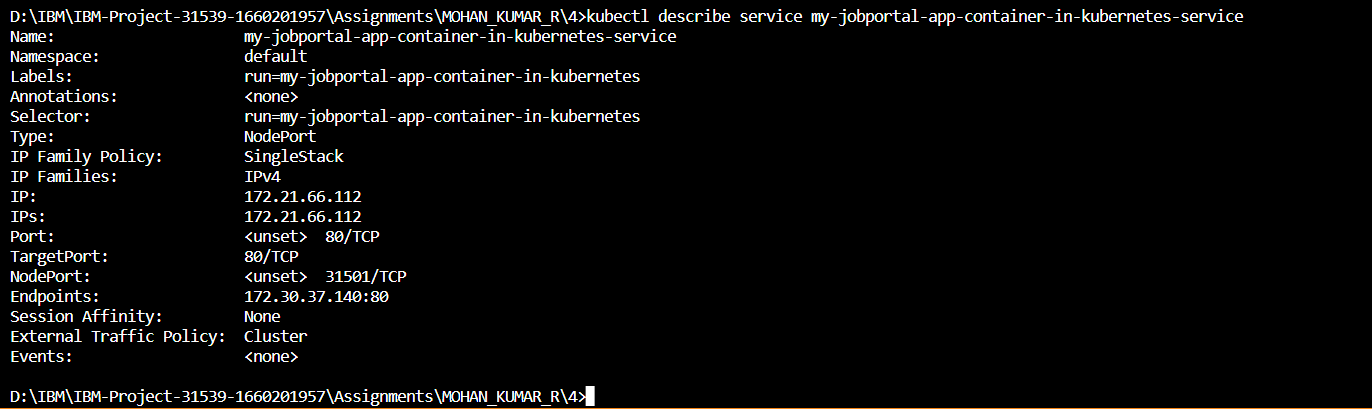 D:\IBM\IBM-Project-31539-1660201957\Assignments\MOHAN_KUMAR_R\4>kubectl describe service my-jobportal-app-container-in-kubernetes-service
Name:                     my-jobportal-app-container-in-kubernetes-service
Namespace:                default
Labels:                   run=my-jobportal-app-container-in-kubernetes
Annotations:              <none>
Selector:                 run=my-jobportal-app-container-in-kubernetes
Type:                     NodePort
IP Family Policy:         SingleStack
IP Families:              IPv4
IP:                       172.21.66.112
IPs:                      172.21.66.112
Port:                     <unset>  80/TCP
TargetPort:               80/TCP
NodePort:                 <unset>  31501/TCP
Endpoints:                172.30.37.140:80
Session Affinity:         None
External Traffic Policy:  Cluster
Events:                   <none>
D:\IBM\IBM-Project-31539-1660201957\Assignments\MOHAN_KUMAR_R\4>